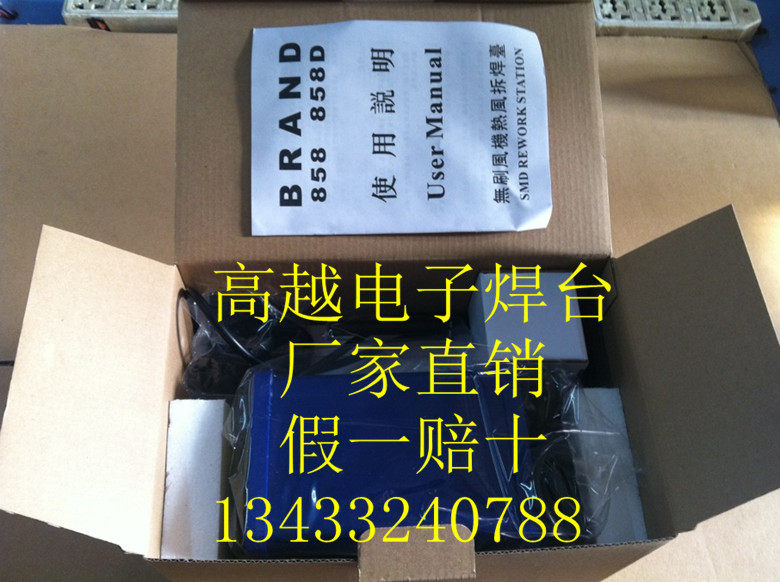 BRAND
858 858D
使用説明
User Manual
無刷風機熱風拆焊臺
SMD REWORK STATION
高越电子焊台
厂家直销
假一赔十
13433240788